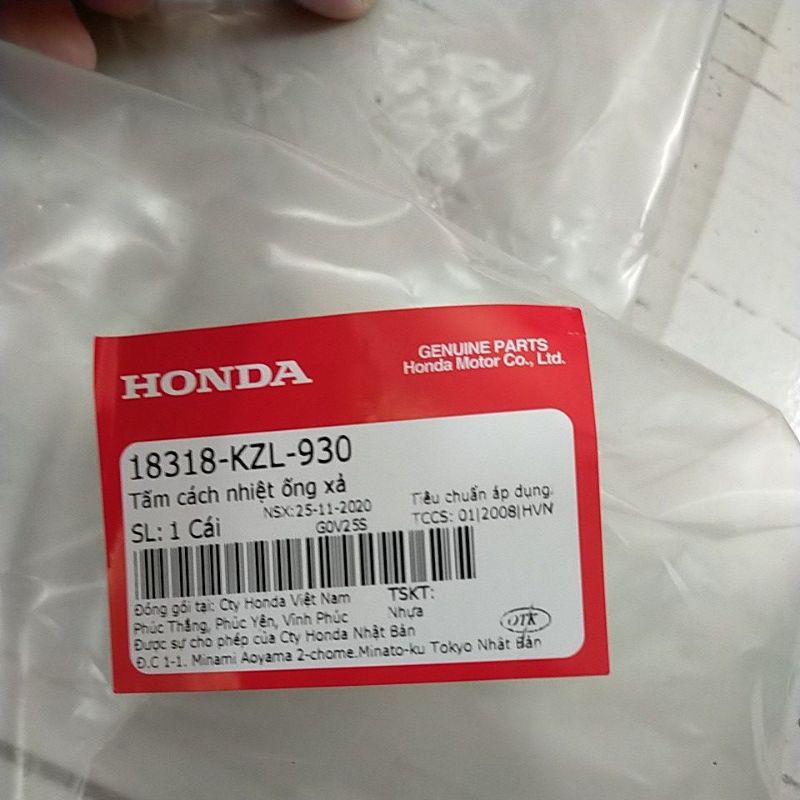 HONDA
GENUINE PARTS
Honda Motor Co., Ltd.
18318-KZL-930
Tấm cách nhiệt ống xả
NSX:25-11-2020
Tiêu chuẩn áp dụng:
SL: 1 Cái
G0V25S
TCCS: 01|2008|HVN
Đóng gói tại: Cty Honda Việt Nam
TSKT:
Phúc Thắng, Phúc Yên, Vĩnh Phúc
Nhựa
Được sự cho phép của Cty Honda Nhật Bản
OTK
Đ.C 1-1. Minami Aoyama 2-chome.Minato-ku Tokyo Nhật Bản